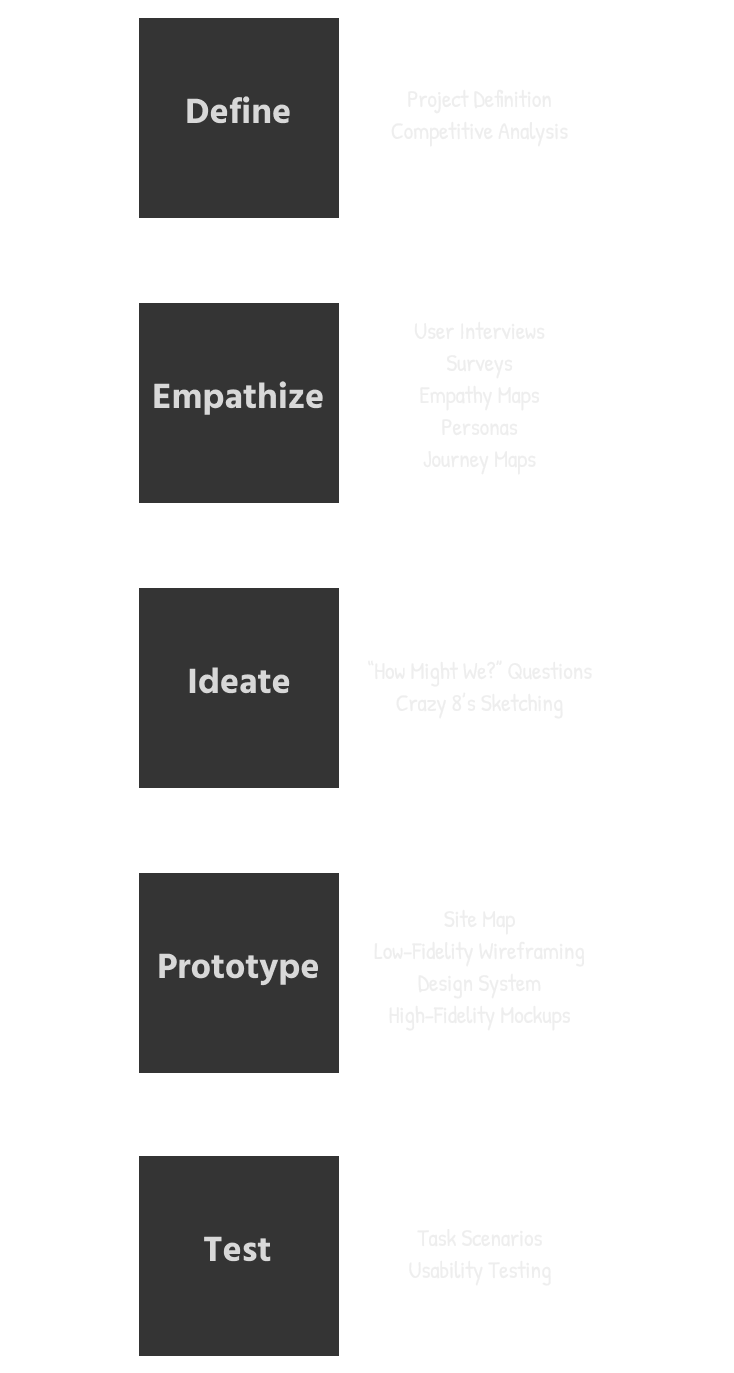 Define
Project Definition
Competitive Analysis
Empathize
User Interviews
Surveys
Empathy Maps
Personas
Journey Maps
Ideate
“How Might We?” Questions
Crazy 8’s Sketching
Prototype
Site Map
Low-Fidelity Wireframing
Design System
High-Fidelity Mockups
Test
Task Scenarios
Usability Testing